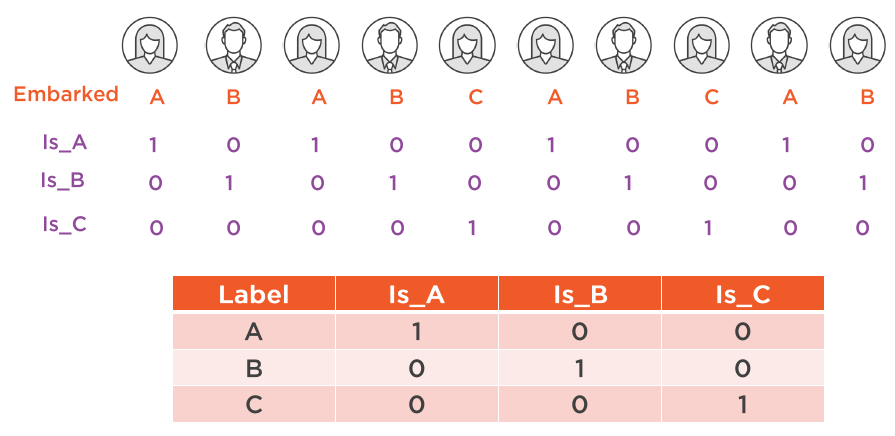 Embarked A B A B C A B C A B
Is_A 1 0 1 0 0 1 0 0 1 0
Is_B 0 1 0 1 0 0 1 0 0 1
Is_C 0 0 0 0 1 0 0 1 0 0
Label Is_A Is_B Is_C
A 1 0 0
B 0 1 0
C 0 0 1